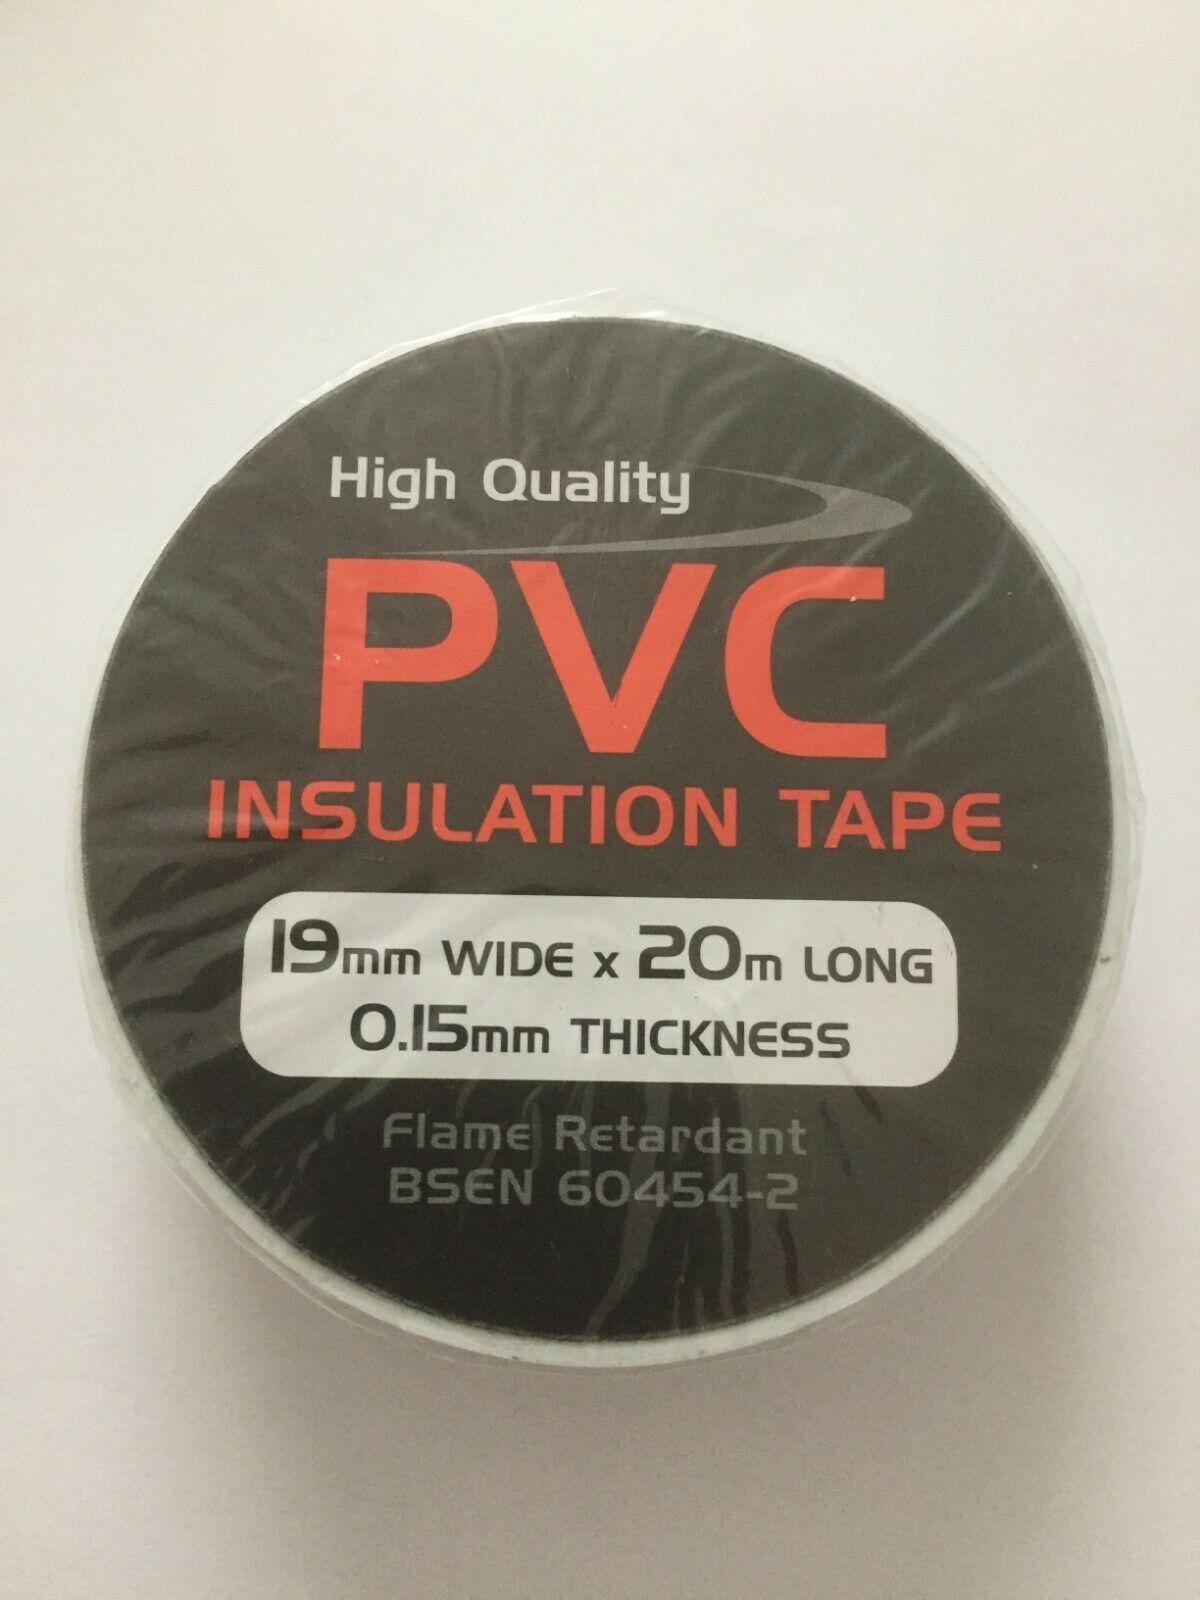 High Quality
PVC
INSULATION TAPE
19mm WIDE x 20m LONG
0.15mm THICKNESS
Flame Retardant
BSEN 60454-2